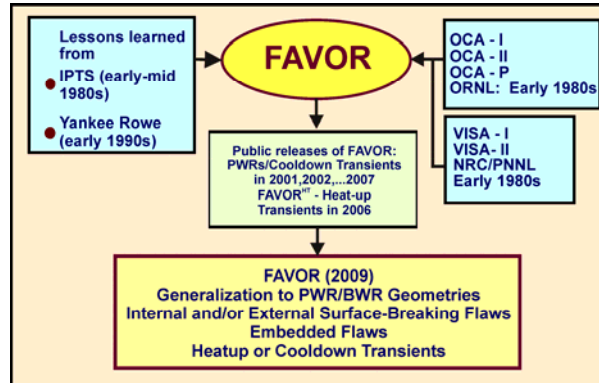 Lessons learned
from
IPTS (early-mid
1980s)
Yankee Rowe
(early 1990s)
FAVOR
OCA - I
OCA - II
OCA - P
ORNL: Early 1980s
VISA - I
VISA- II
NRC/PNNL
Early 1980s
Public releases of FAVOR:
PWRs/Cooldown Transients
in 2001,2002,...2007
FAVORᴴᵀ - Heat-up
Transients in 2006
FAVOR (2009)
Generalization to PWR/BWR Geometries
Internal and/or External Surface-Breaking Flaws
Embedded Flaws
Heatup or Cooldown Transients